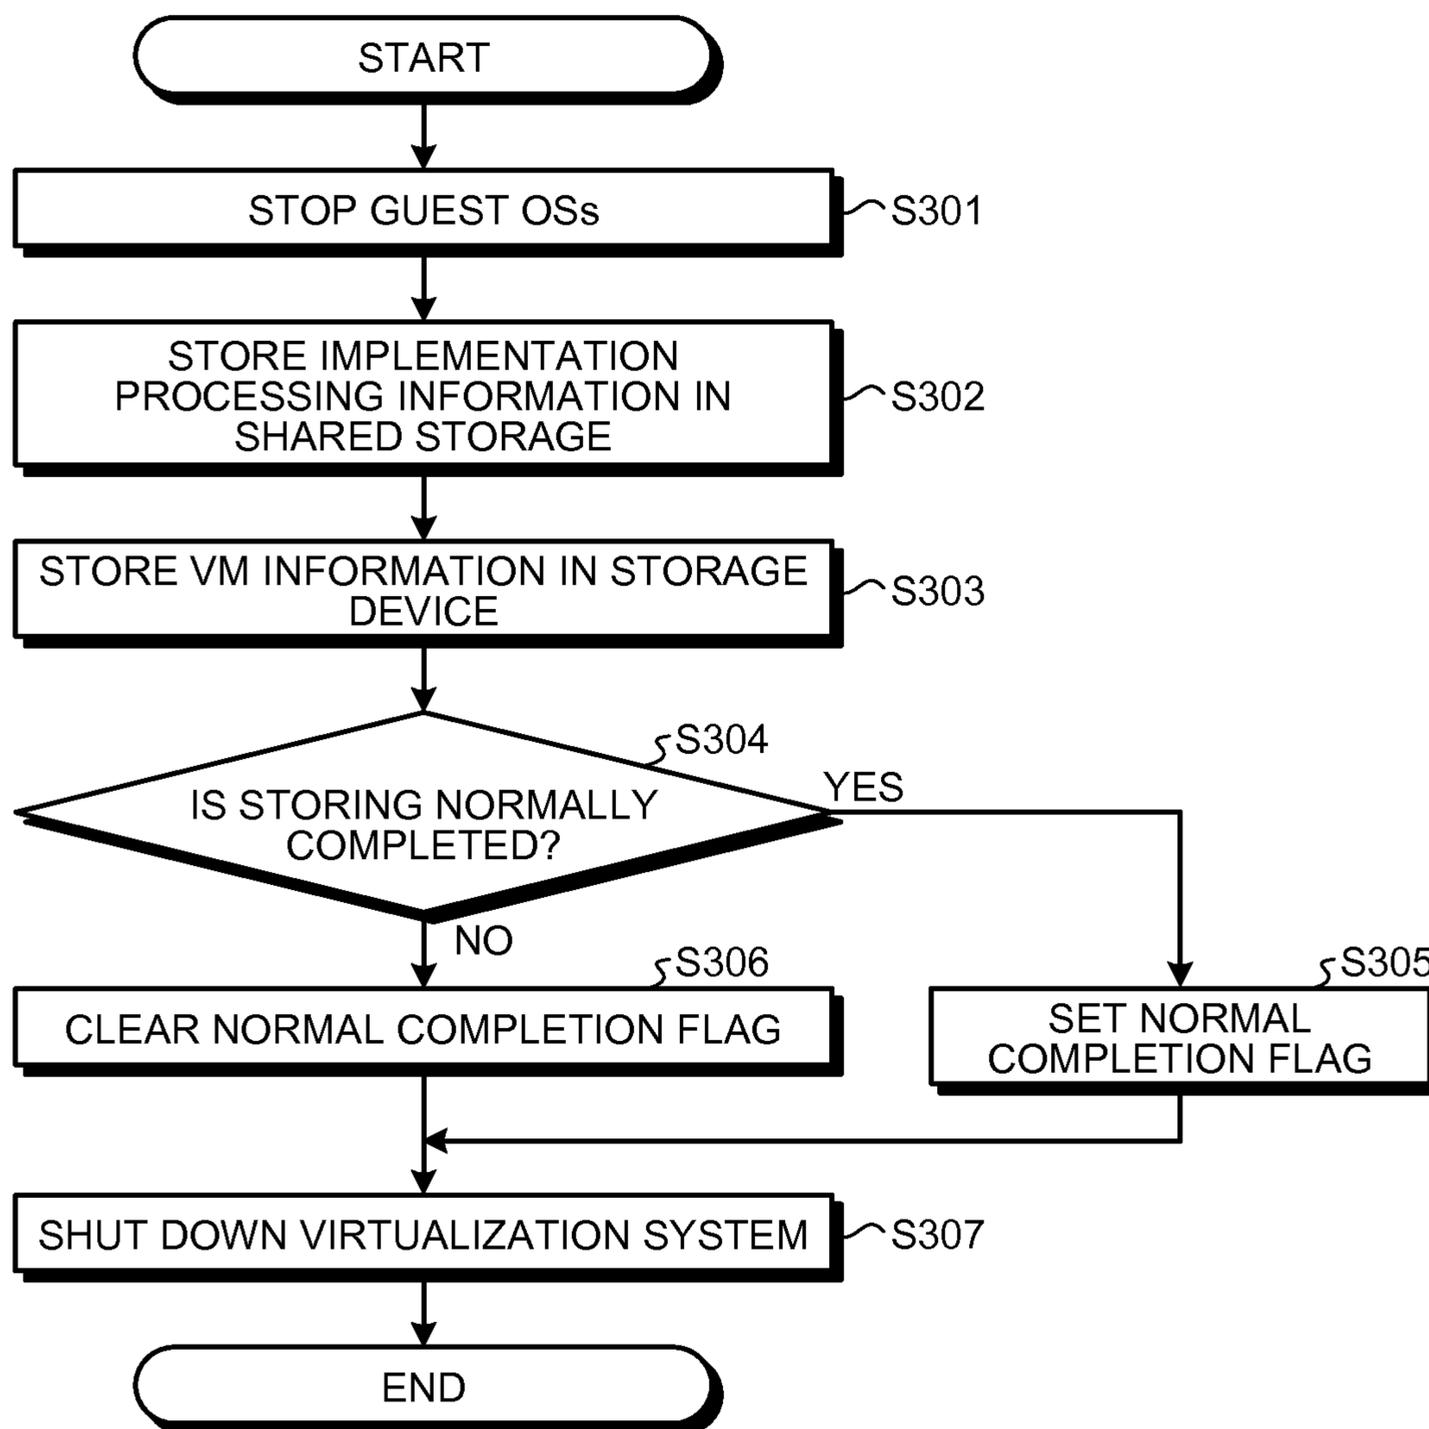 START
STOP GUEST OSs
S301
STORE IMPLEMENTATION
PROCESSING INFORMATION IN
SHARED STORAGE
S302
STORE VM INFORMATION IN STORAGE
DEVICE
S303
S304
IS STORING NORMALLY
COMPLETED?
YES
NO
S306
CLEAR NORMAL COMPLETION FLAG
S305
SET NORMAL
COMPLETION FLAG
SHUT DOWN VIRTUALIZATION SYSTEM
S307
END